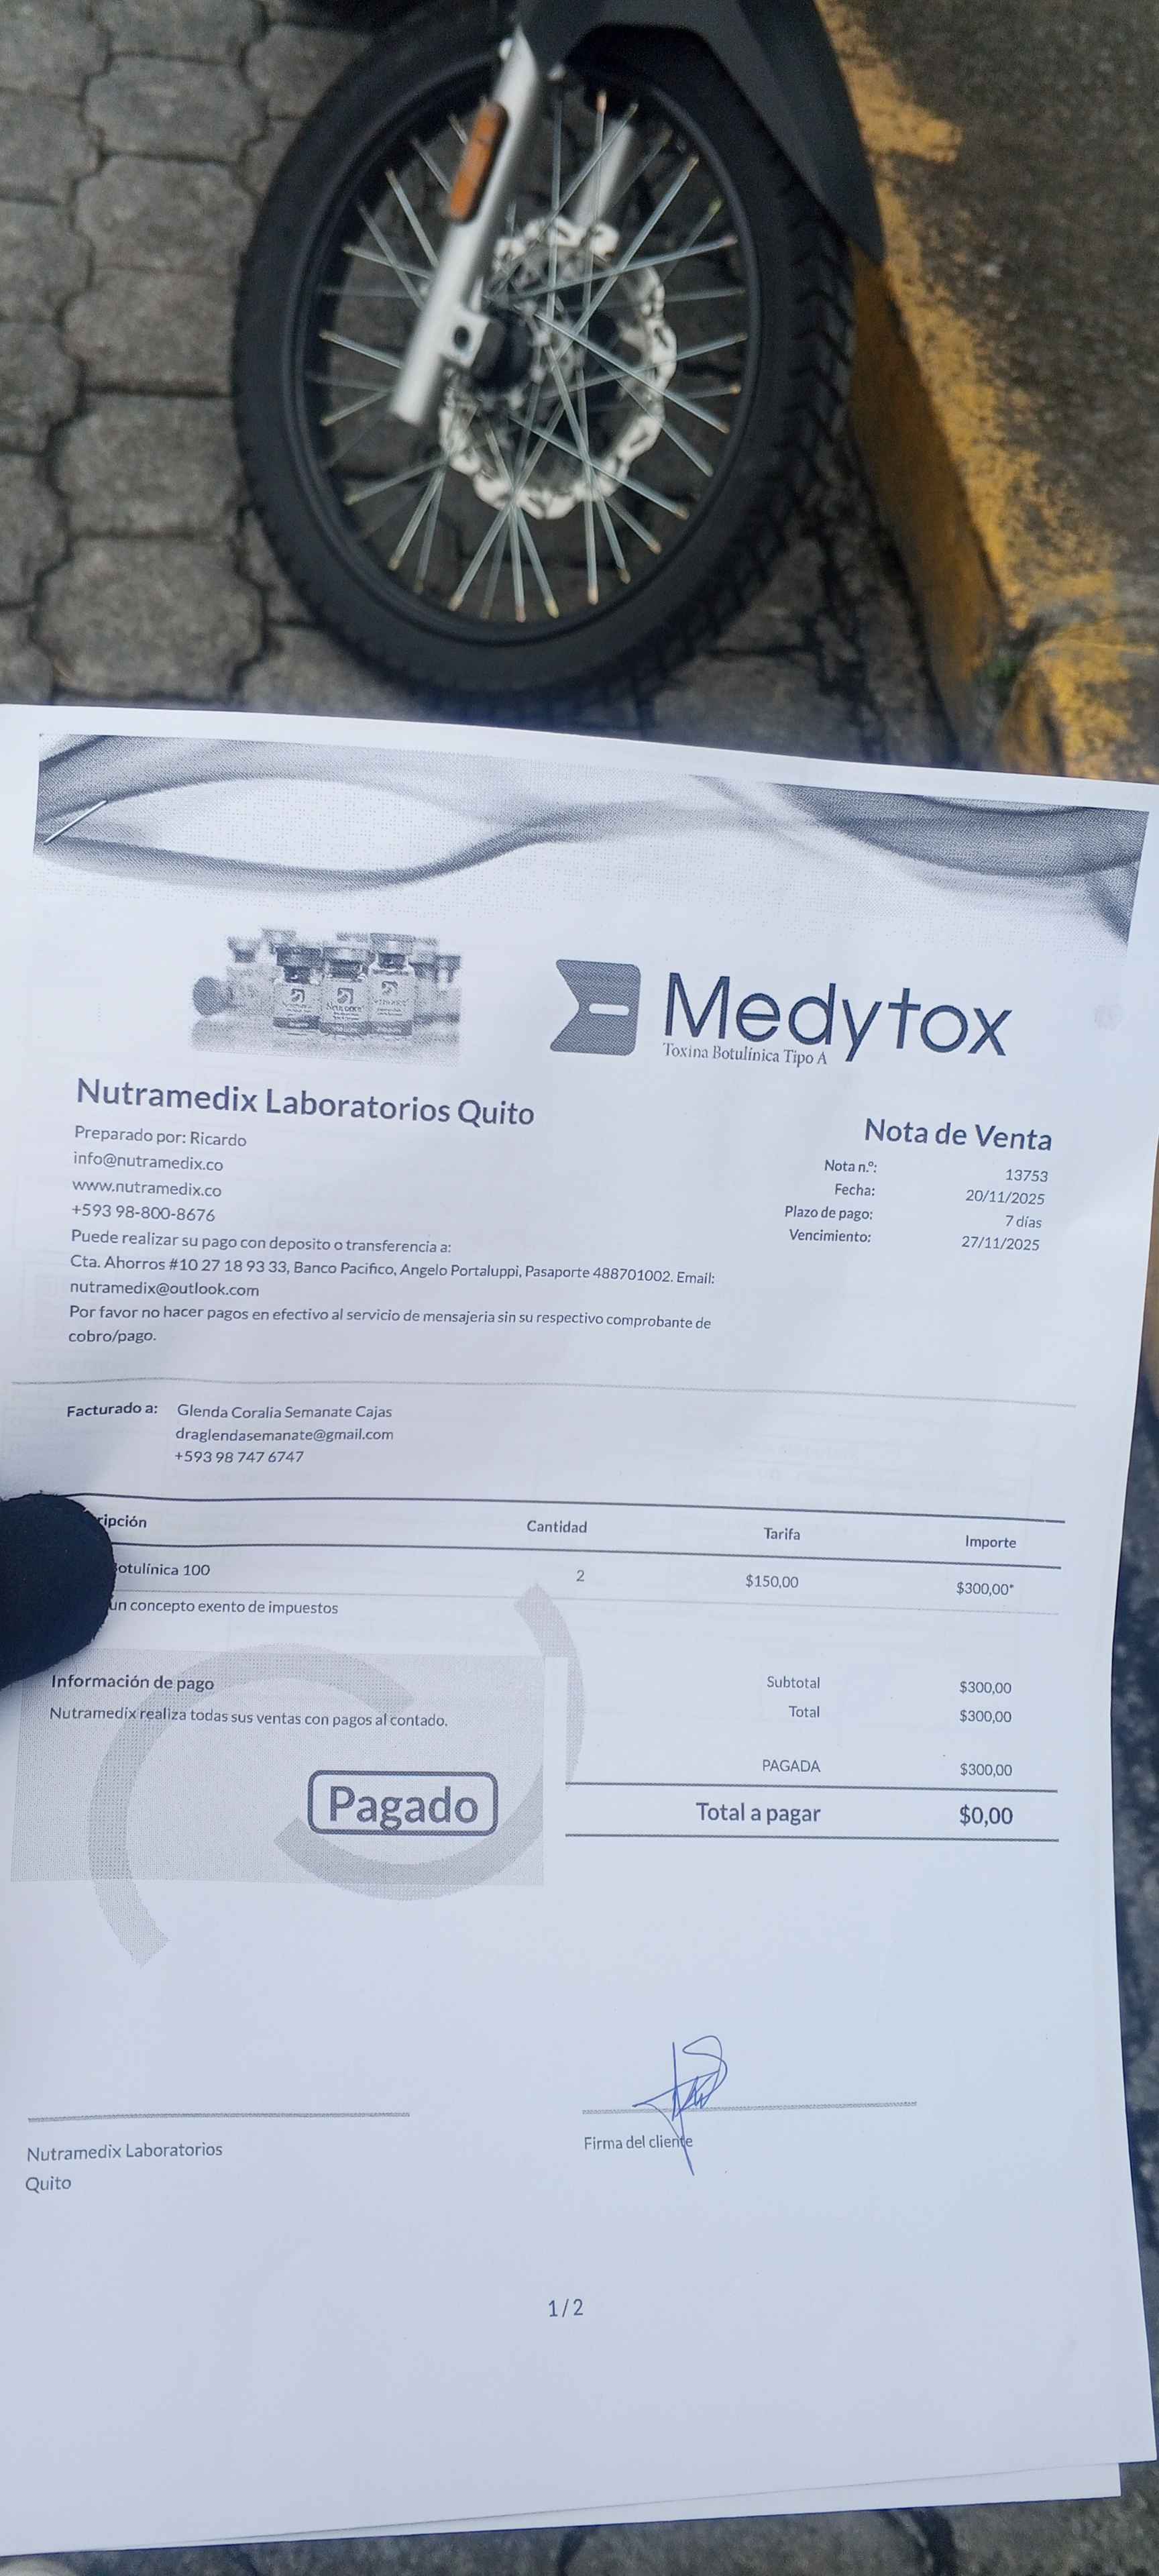 Medytox
Toxina Botulínica Tipo A
Nutramedix Laboratorios Quito
Preparado por: Ricardo
info@nutramedix.co
www.nutramedix.co
+593 98-800-8676
Puede realizar su pago con deposito o transferencia a:
Cta. Ahorros #10 27 18 93 33, Banco Pacifico, Angelo Portaluppi, Pasaporte 488701002. Email:
nutramedix@outlook.com
Por favor no hacer pagos en efectivo al servicio de mensajeria sin su respectivo comprobante de
cobro/pago.
Nota de Venta
Nota n.º: 13753
Fecha: 20/11/2025
Plazo de pago: 7 días
Vencimiento: 27/11/2025
Facturado a: Glenda Coralia Semanate Cajas
draglendasemanate@gmail.com
+593 98 747 6747
ripción Cantidad Tarifa Importe
otulínica 100 2 $150,00 $300,00*
un concepto exento de impuestos
Información de pago
Nutramedix realiza todas sus ventas con pagos al contado.
Pagado
Subtotal $300,00
Total $300,00
PAGADA $300,00
Total a pagar $0,00
Nutramedix Laboratorios
Quito
Firma del cliente
1 / 2